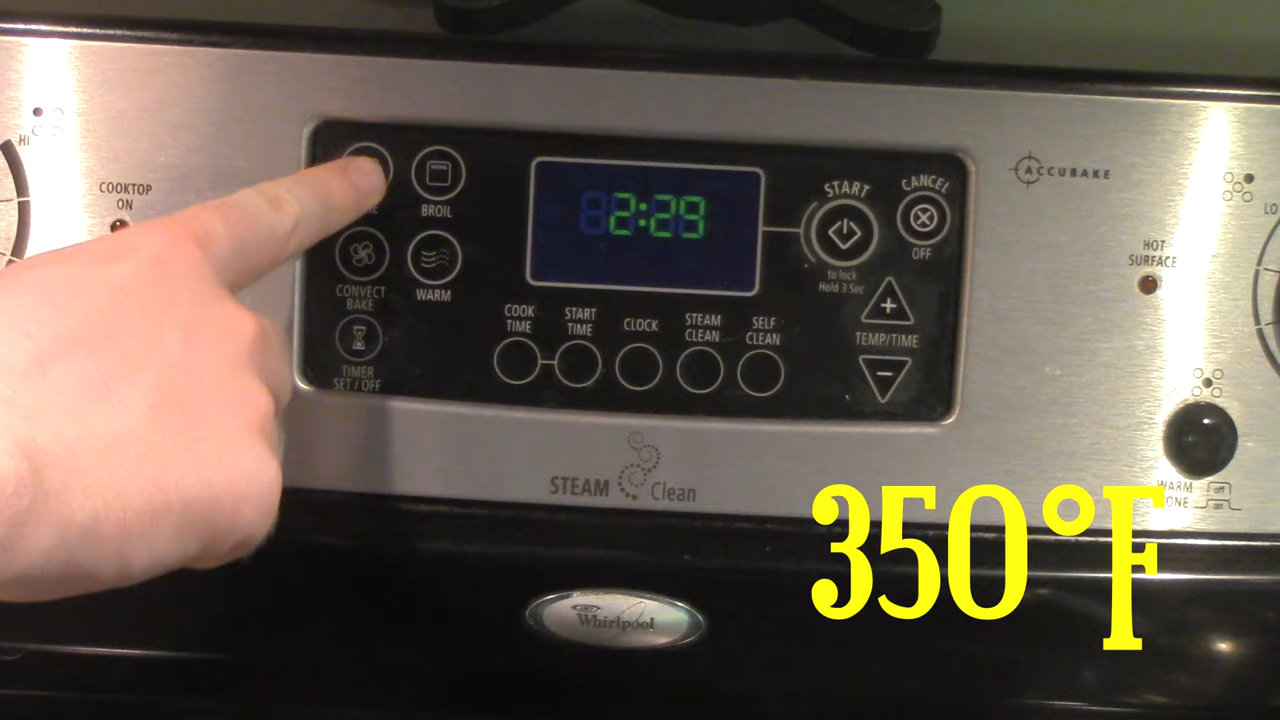 HI
COOKTOP
ON
BROIL
CONVECT
BAKE
WARM
TIMER
SET / OFF
2:29
START
to lock
Hold 3 Sec
CANCEL
OFF
COOK
TIME
START
TIME
CLOCK
STEAM
CLEAN
SELF
CLEAN
+
TEMP/TIME
−
ACCUBAKE
HOT
SURFACE
LO
WARM
off
on
STEAM Clean
350°F
Whirlpool